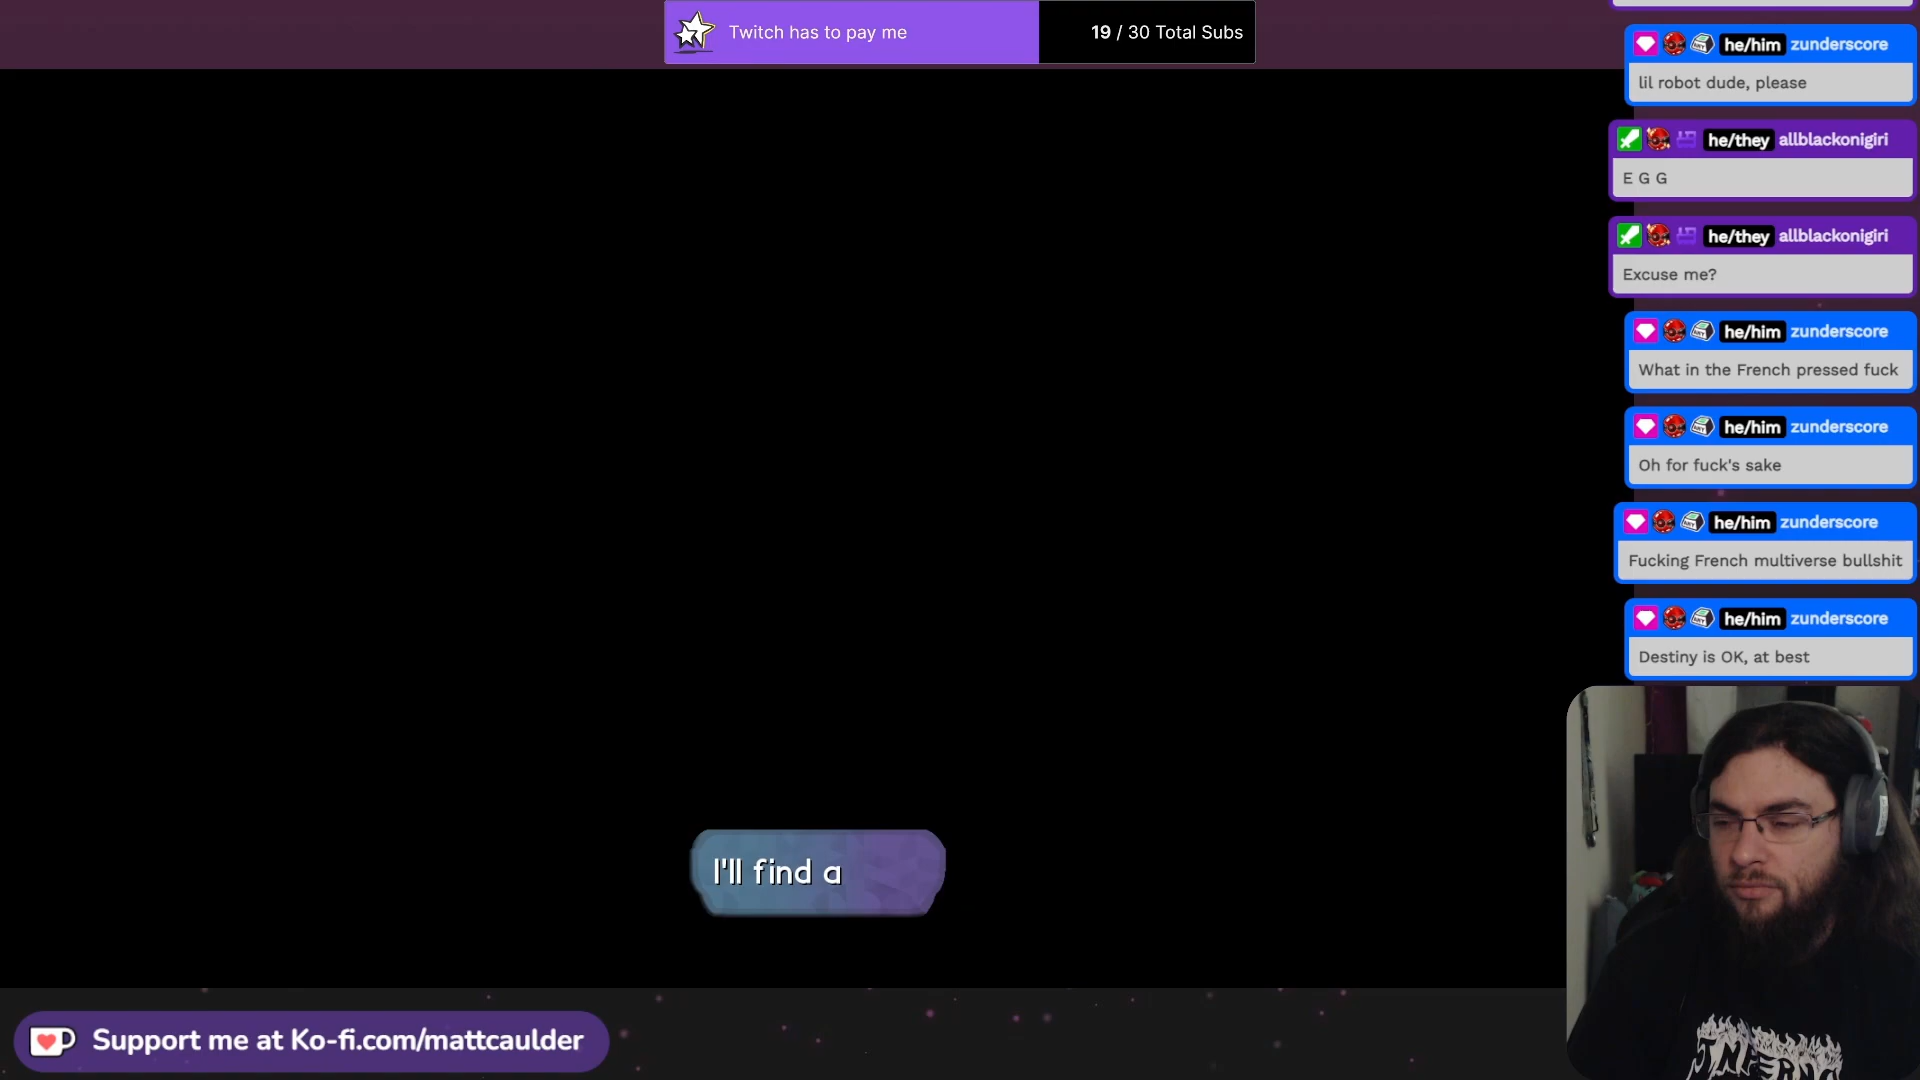 Twitch has to pay me
19 / 30 Total Subs
he/him zunderscore
lil robot dude, please
he/they allblackonigiri
E G G
he/they allblackonigiri
Excuse me?
he/him zunderscore
What in the French pressed fuck
he/him zunderscore
Oh for fuck's sake
he/him zunderscore
Fucking French multiverse bullshit
he/him zunderscore
Destiny is OK, at best
I'll find a
Support me at Ko-fi.com/mattcaulder